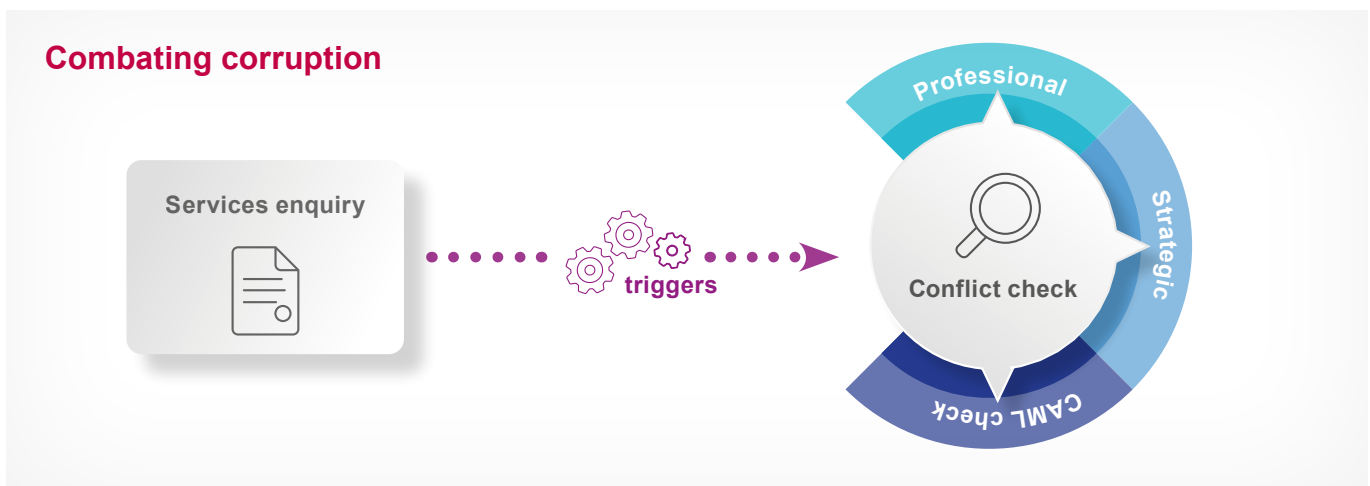 Combating corruption
Services enquiry
triggers
Conflict check
Professional
Strategic
CAML check